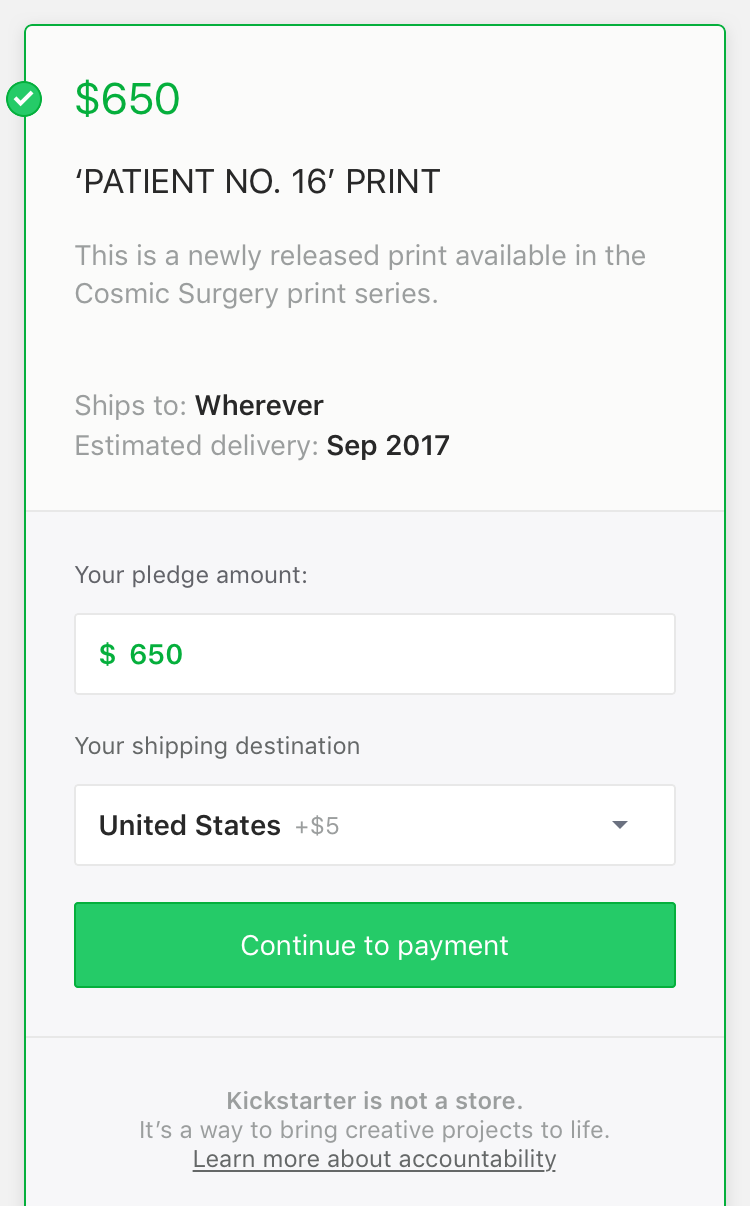 $650
‘PATIENT NO. 16’ PRINT
This is a newly released print available in the
Cosmic Surgery print series.
Ships to: Wherever
Estimated delivery: Sep 2017
Your pledge amount:
$ 650
Your shipping destination
United States +$5
Continue to payment
Kickstarter is not a store.
It’s a way to bring creative projects to life.
Learn more about accountability